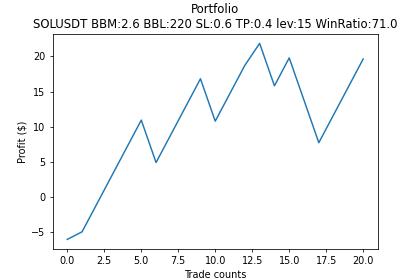 Portfolio
SOLUSDT BBM:2.6 BBL:220 SL:0.6 TP:0.4 lev:15 WinRatio:71.0
Profit ($)
20
15
10
5
0
−5
0.0 2.5 5.0 7.5 10.0 12.5 15.0 17.5 20.0
Trade counts